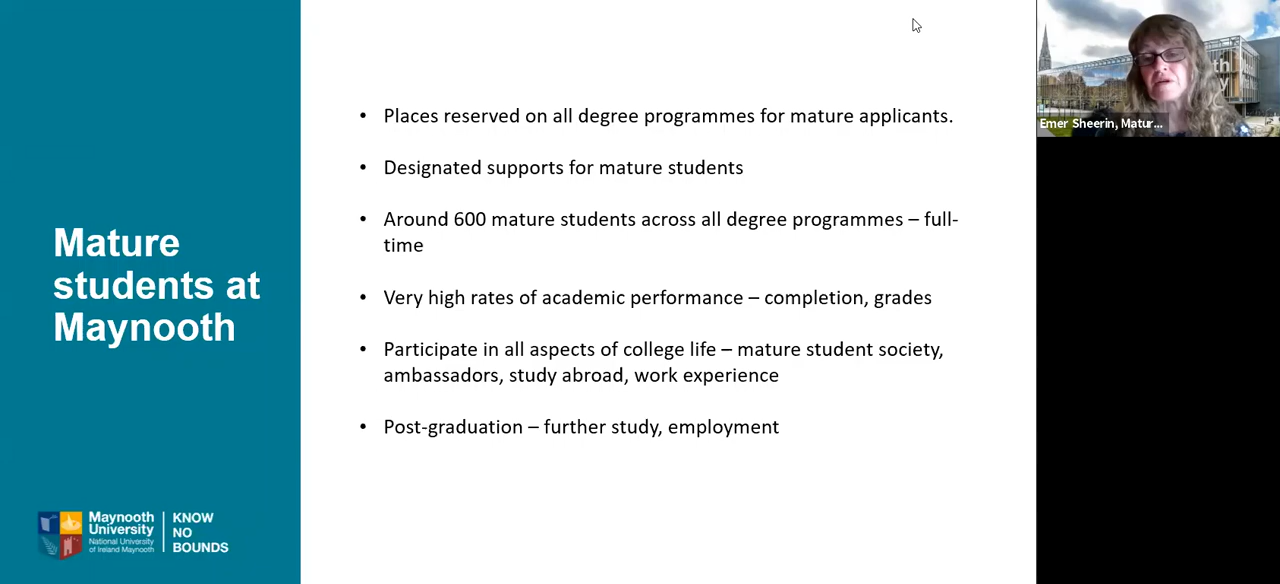 Mature
students at
Maynooth
• Places reserved on all degree programmes for mature applicants.
• Designated supports for mature students
• Around 600 mature students across all degree programmes – full-
time
• Very high rates of academic performance – completion, grades
• Participate in all aspects of college life – mature student society,
ambassadors, study abroad, work experience
• Post-graduation – further study, employment
Maynooth
University
National University
of Ireland Maynooth
KNOW
NO
BOUNDS
Emer Sheerin, Matur...